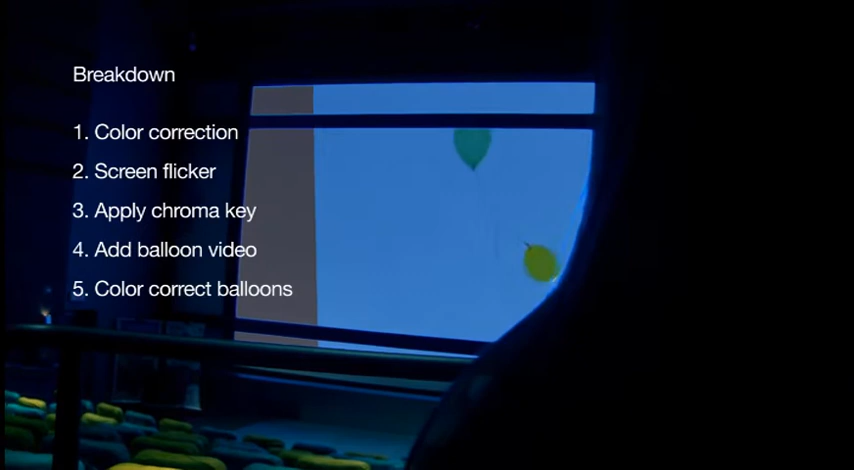 Breakdown
1. Color correction
2. Screen flicker
3. Apply chroma key
4. Add balloon video
5. Color correct balloons